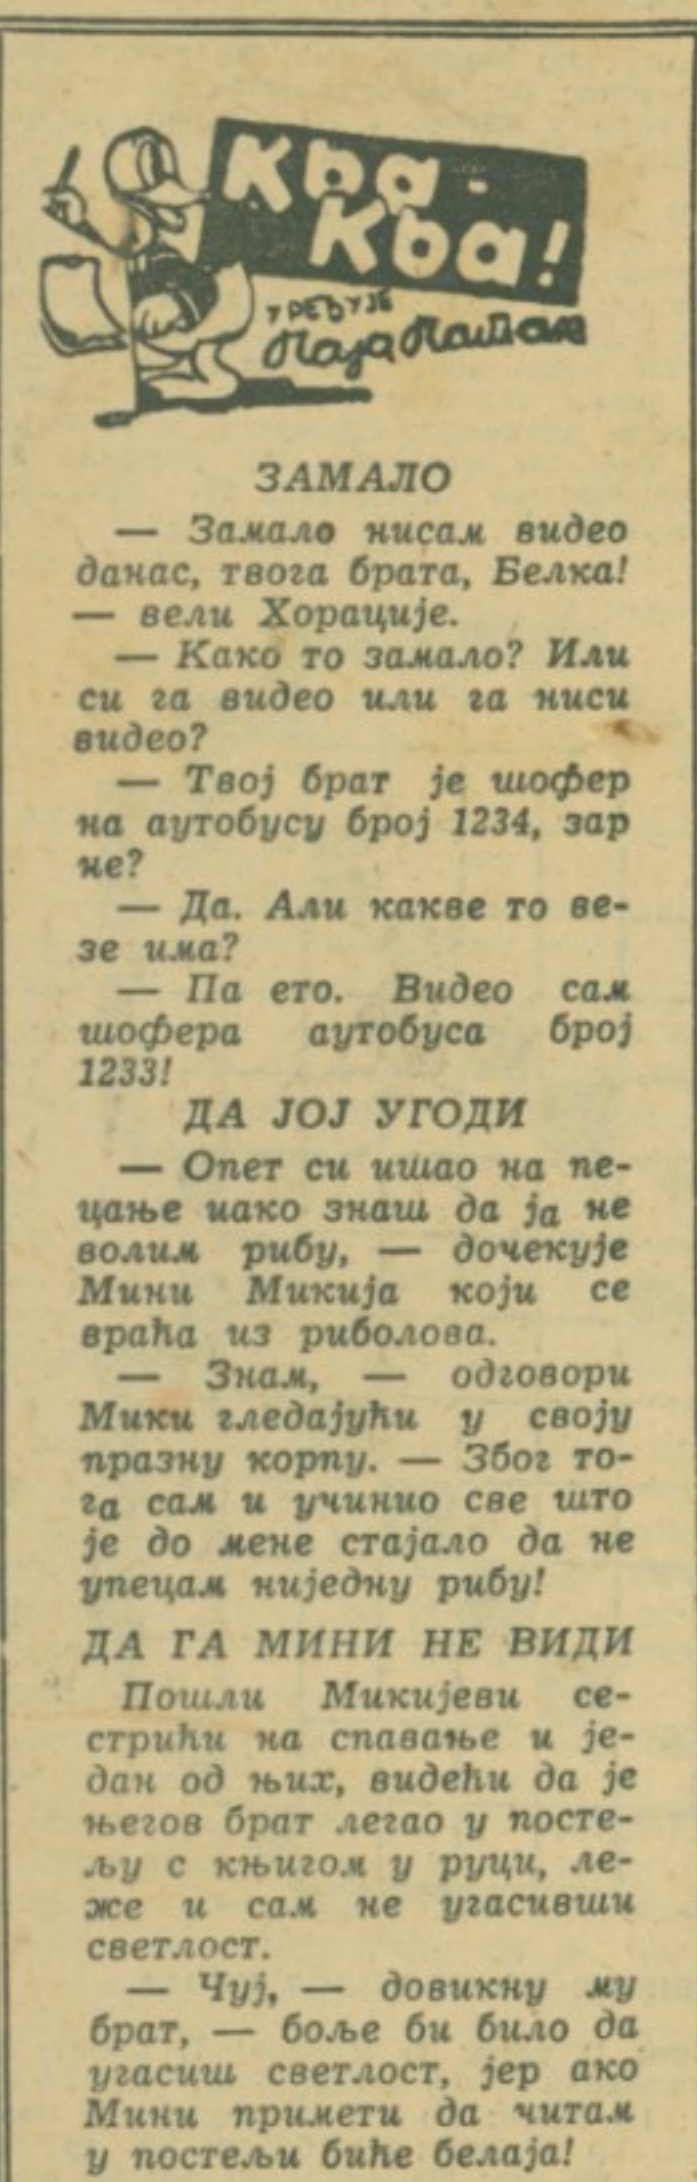 Ква -
Ква!
УРЕЂУЈЕ
Паја Патак
ЗАМАЛО
— Замало нисам видео
данас, твога брата, Белка!
— вели Хорације.
— Како то замало? Или
си га видео или га ниси
видео?
— Твој брат је шофер
на аутобусу број 1234, зар
не?
— Да. Али какве то ве-
зе има?
— Па ето. Видео сам
шофера аутобуса број
1233!
ДА ЈОЈ УГОДИ
— Опет си ишао на пе-
цање иако знаш да ја не
волим рибу, — дочекује
Мини Микија који се
враћа из риболова.
— Знам, — одговори
Мики гледајући у своју
празну корпу. — Због то-
га сам и учинио све што
је до мене стајало да не
упецам ниједну рибу!
ДА ГА МИНИ НЕ ВИДИ
Пошли Микијеви се-
стрићи на спавање и је-
дан од њих, видећи да је
његов брат легао у посте-
љу с књигом у руци, ле-
же и сам не угасивши
светлост.
— Чуј, — довикну му
брат, — боље би било да
угасиш светлост, јер ако
Мини примети да читам
у постељи биће белаја!